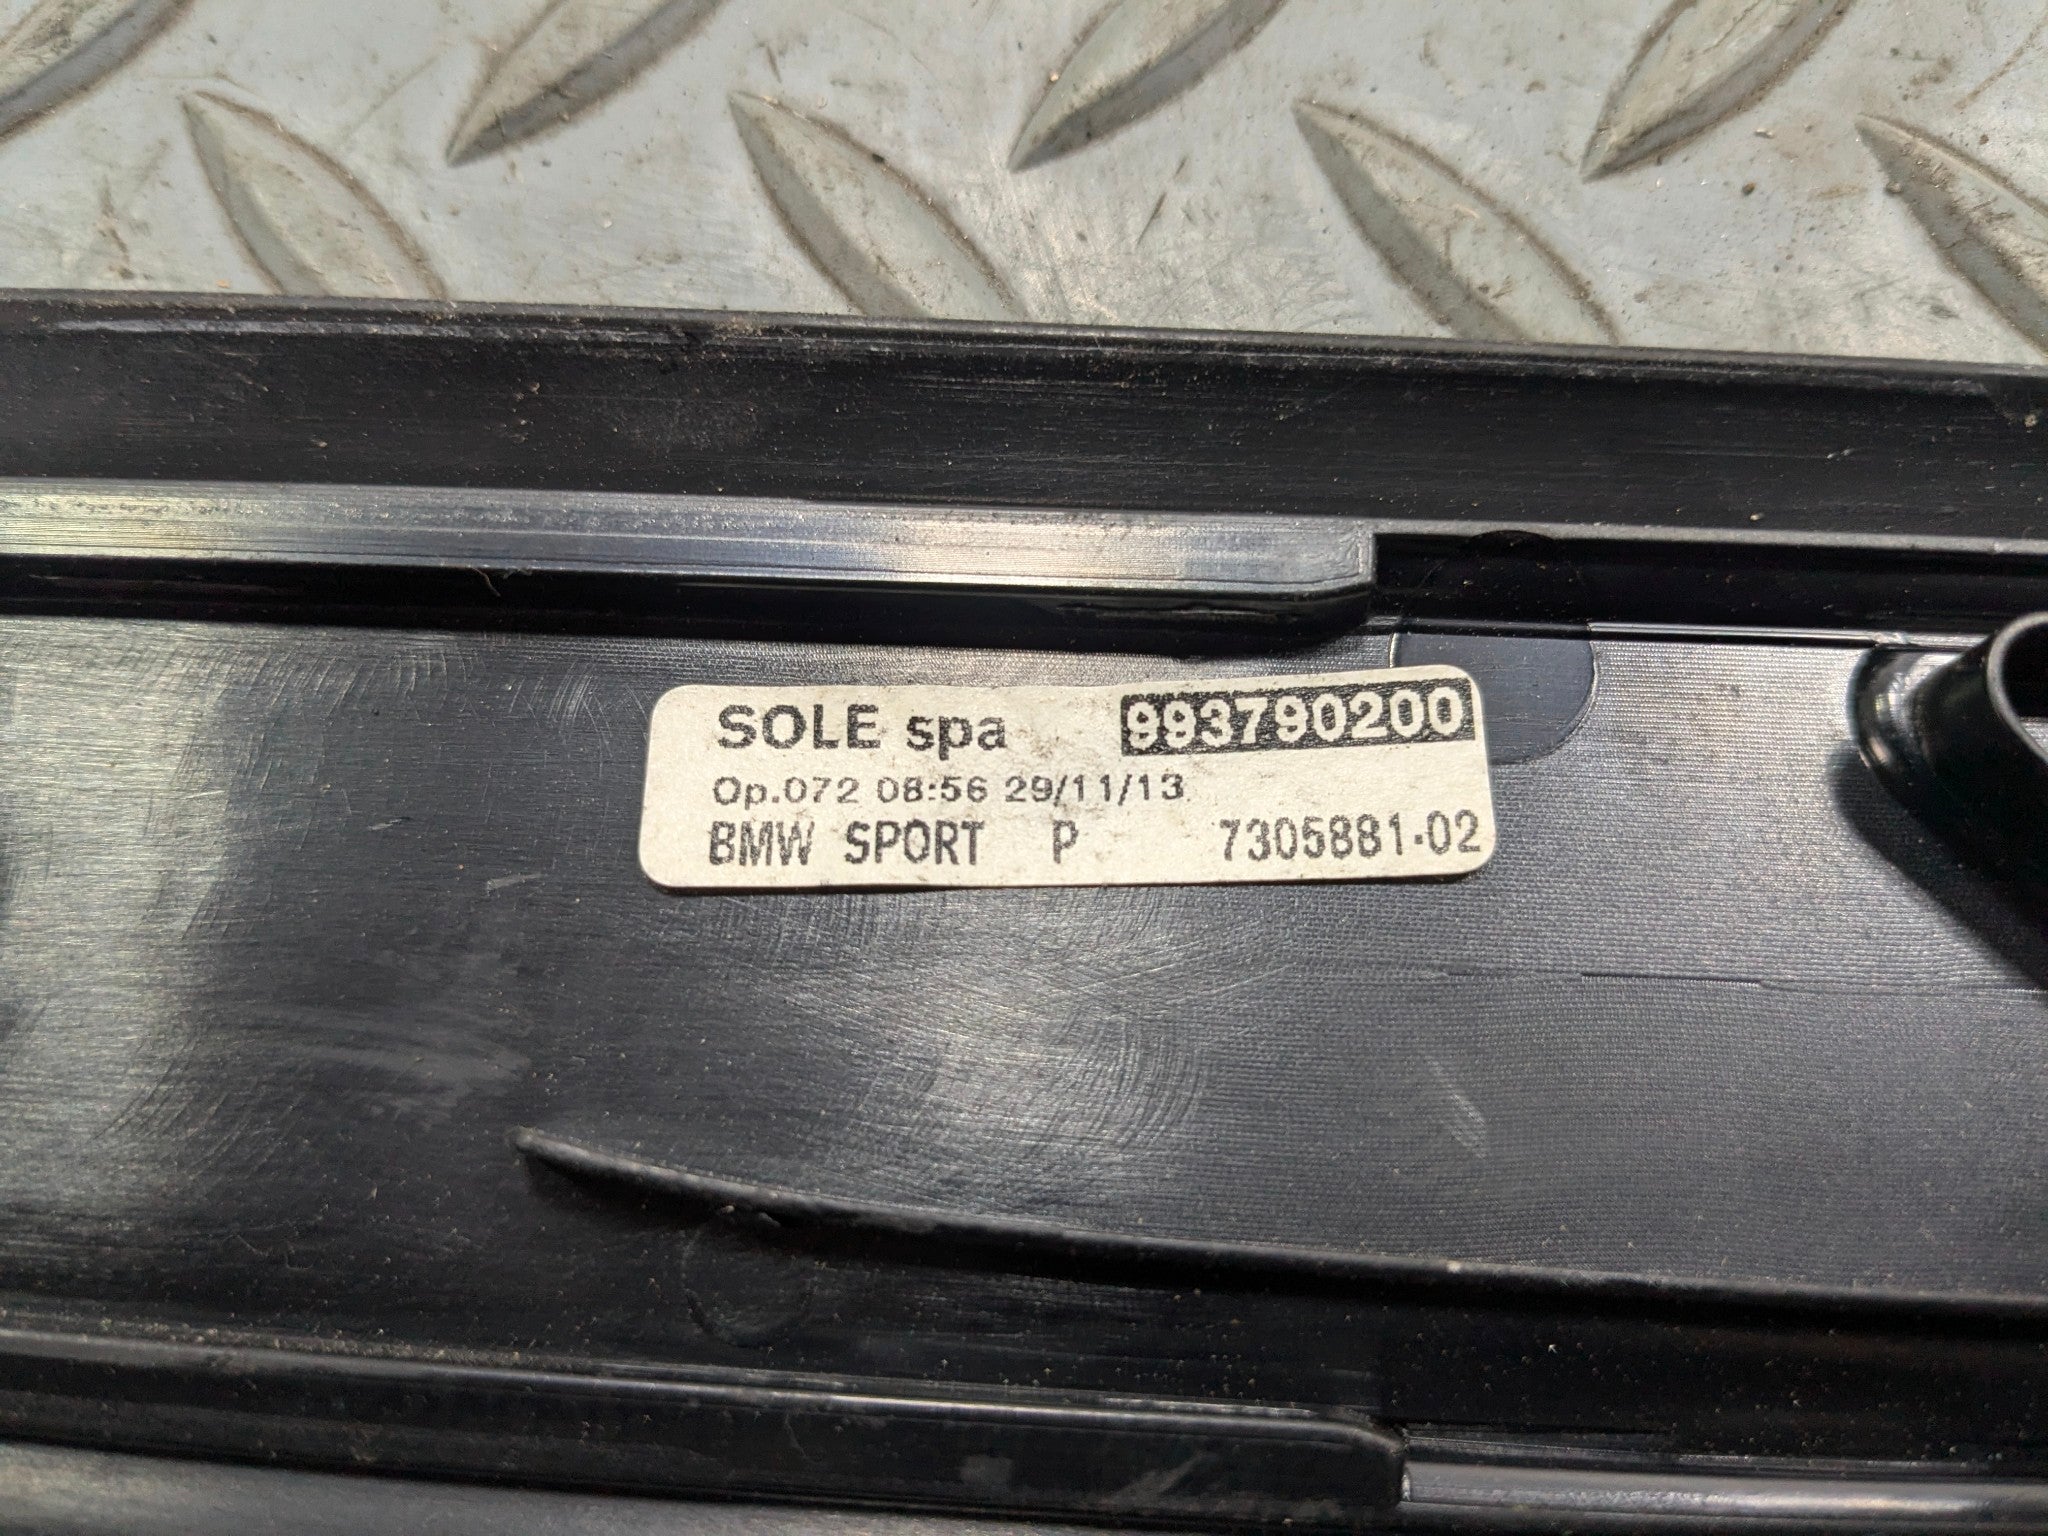 SOLE spa 993790200
Op.072 08:56 29/11/13
BMW SPORT P 7305881-02